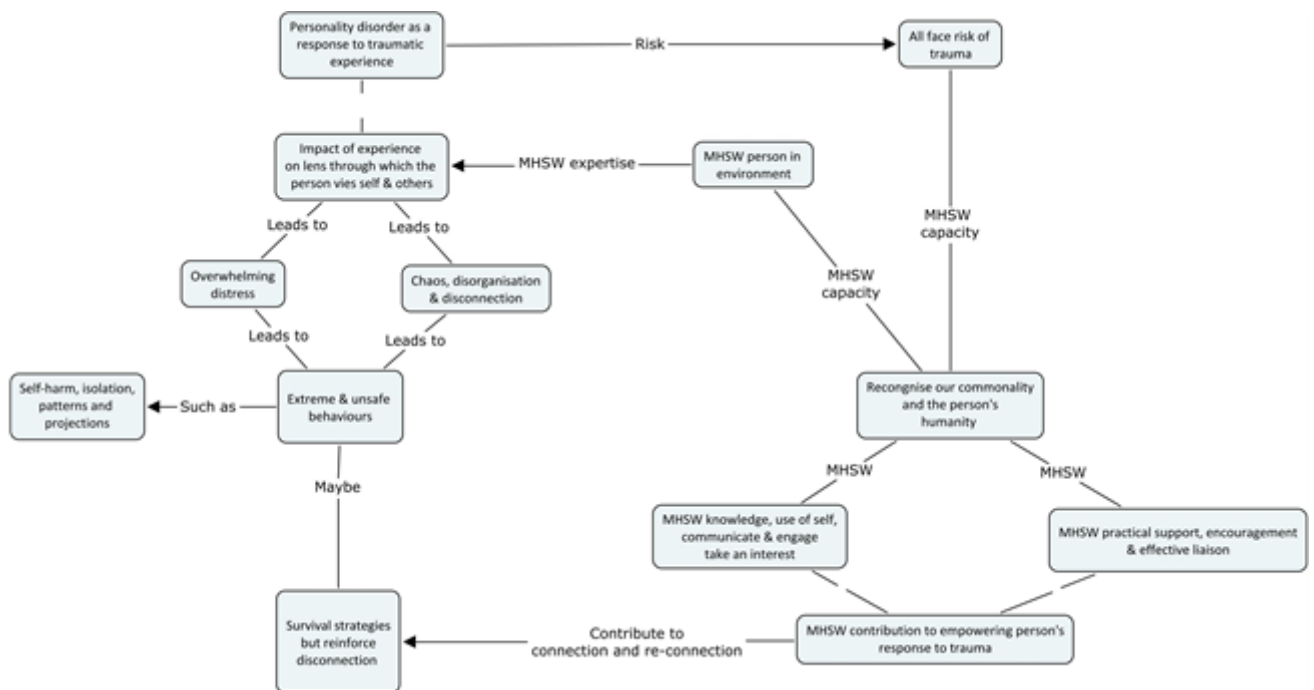 Personality disorder as a
response to traumatic
experience
Risk
All face risk of
trauma
Impact of experience
on lens through which the
person vies self & others
MHSW expertise
MHSW person in
environment
Leads to
Leads to
MHSW
capacity
Overwhelming
distress
Chaos, disorganisation
& disconnection
MHSW
capacity
Leads to
Leads to
Self-harm, isolation,
patterns and
projections
Such as
Extreme & unsafe
behaviours
Recongnise our commonality
and the person's
humanity
Maybe
MHSW
MHSW
MHSW knowledge, use of self,
communicate & engage
take an interest
MHSW practical support, encouragement
& effective liaison
Survival strategies
but reinforce
disconnection
Contribute to
connection and re-connection
MHSW contribution to empowering person's
response to trauma